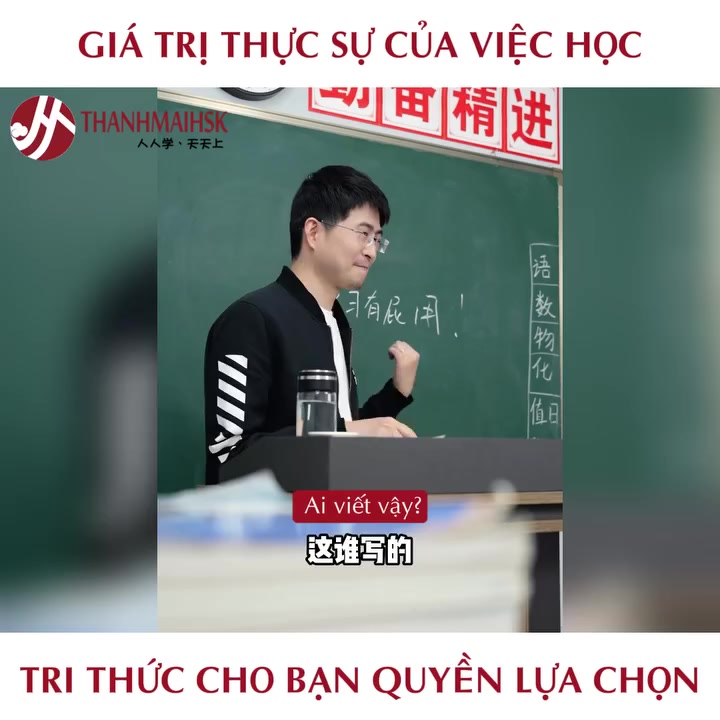 GIÁ TRỊ THỰC SỰ CỦA VIỆC HỌC
THANHMAIHSK
人人学、天天上
勤奋精进
习有屁用！
语
数
物
化
值日
Ai viết vậy?
这谁写的
TRI THỨC CHO BẠN QUYỀN LỰA CHỌN